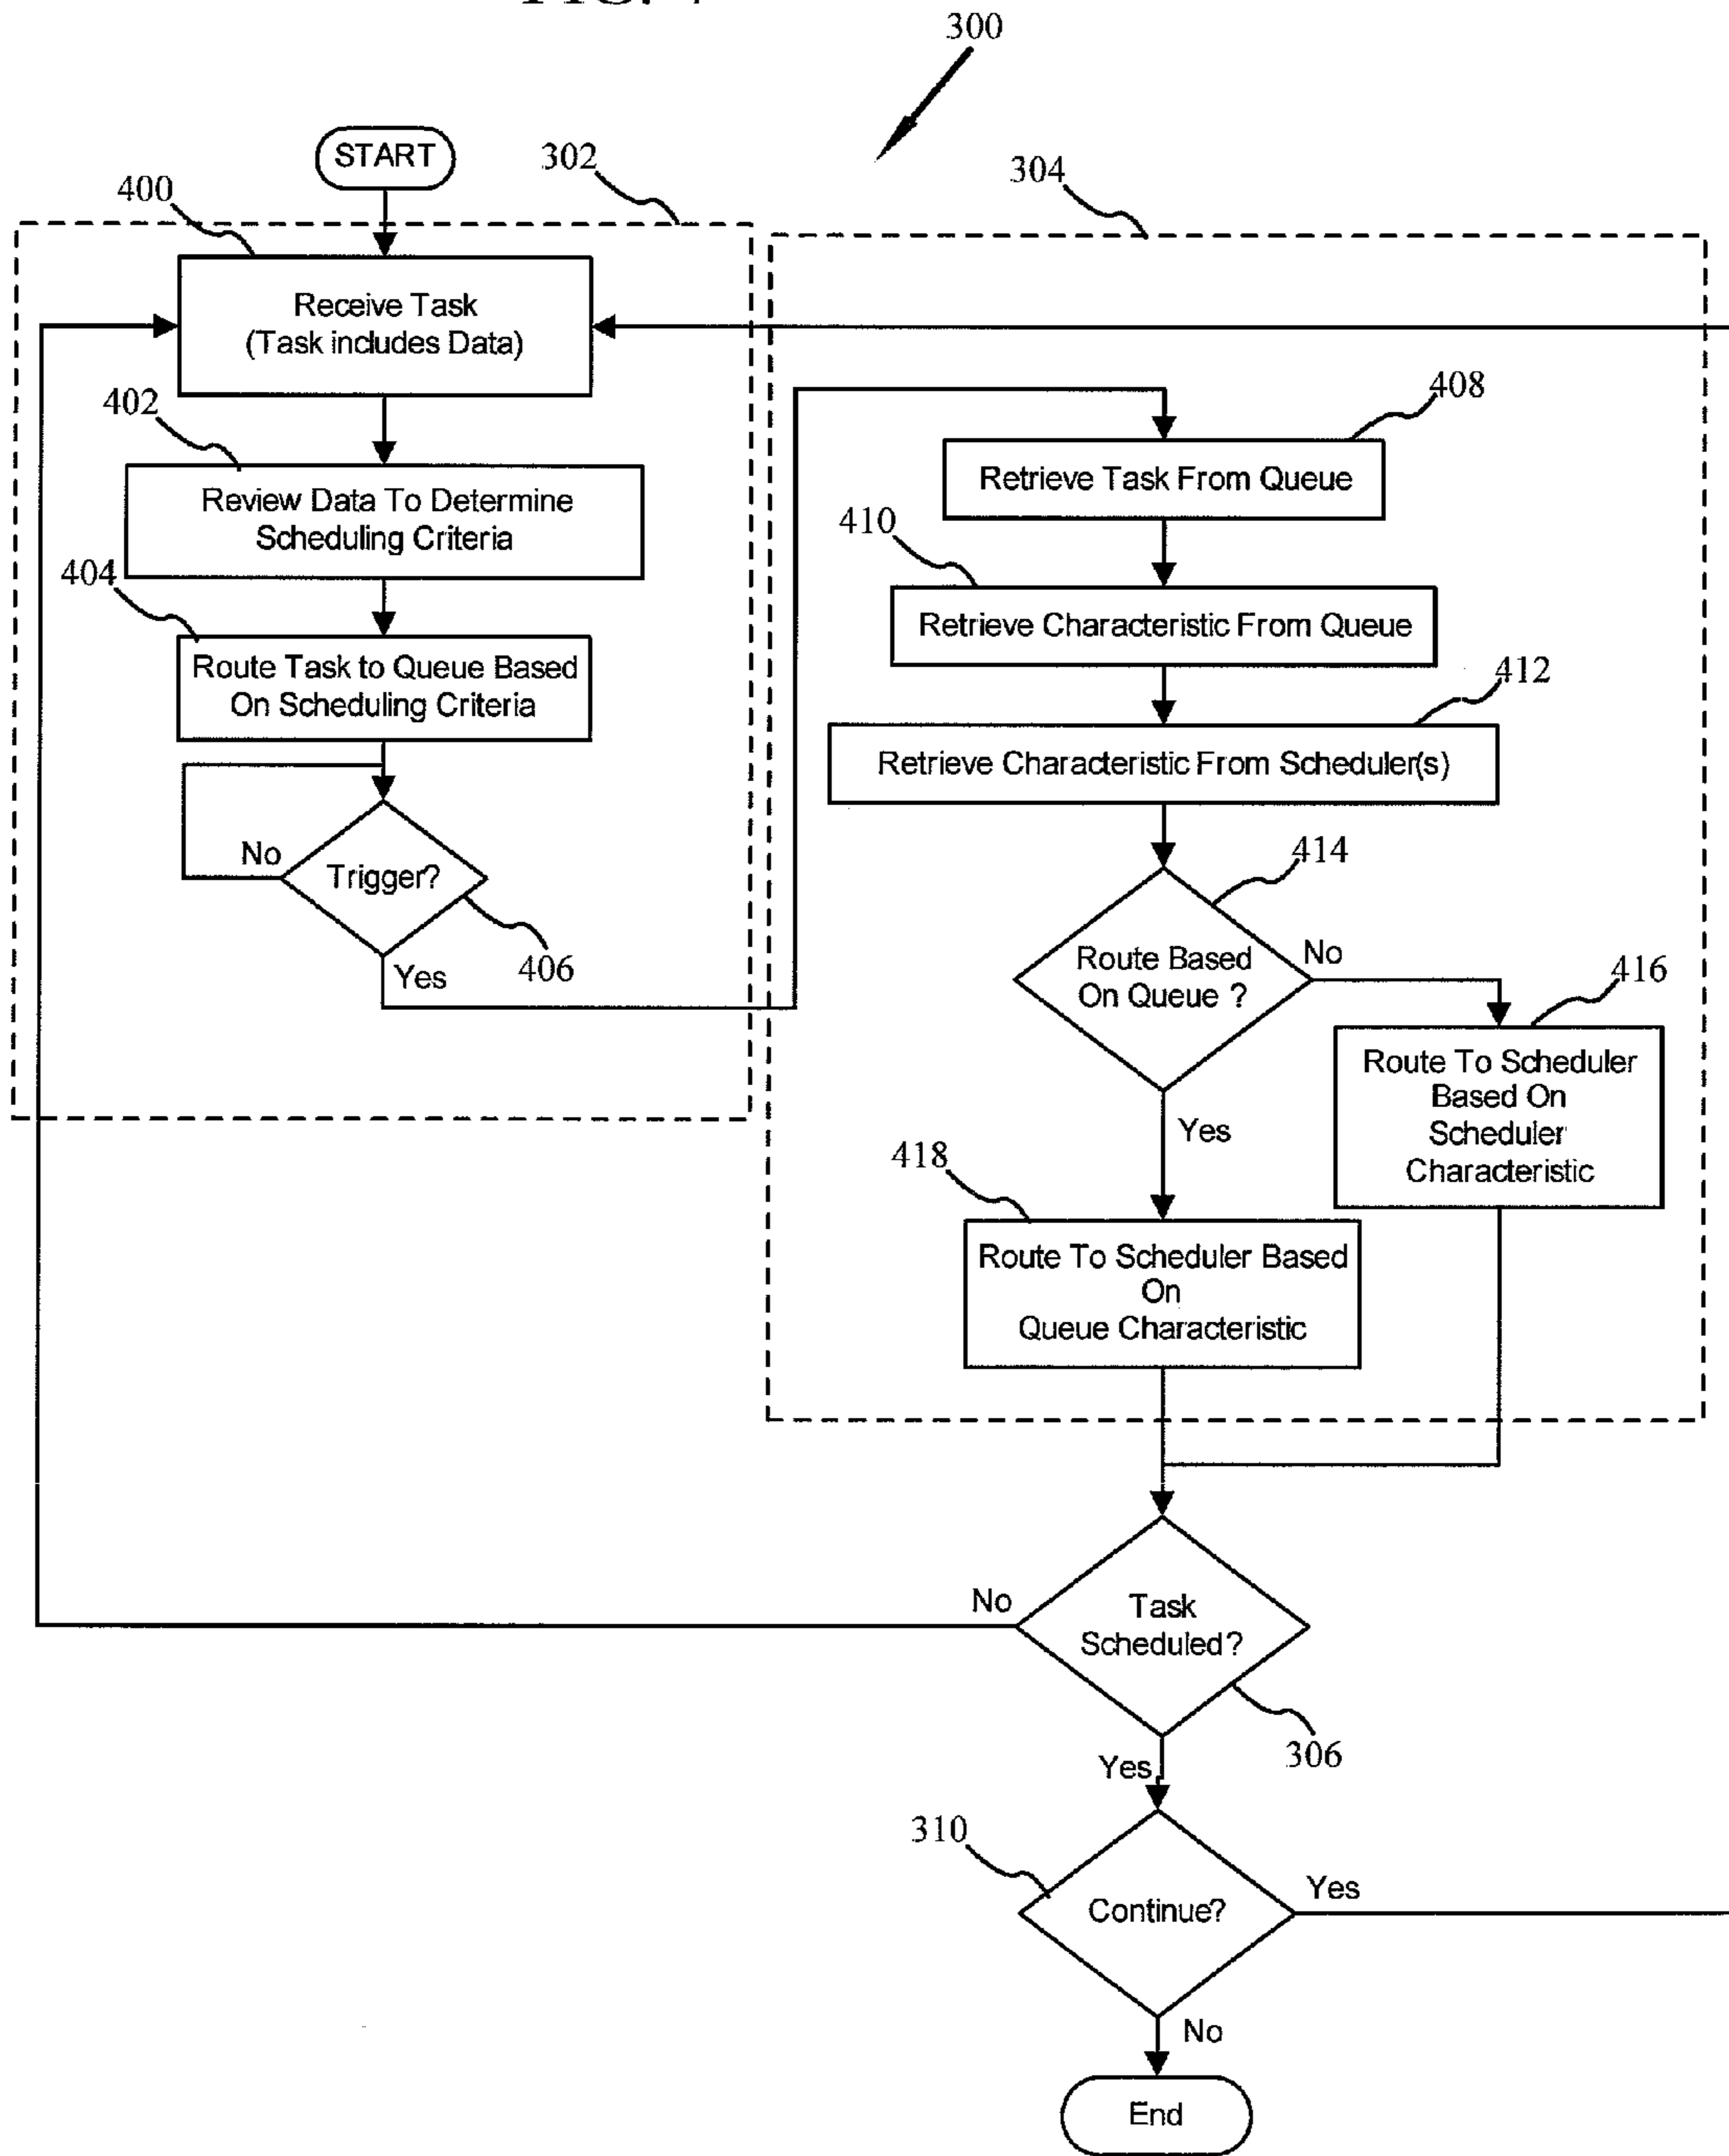 300
START
302
304
400
Receive Task
(Task includes Data)
402
408
Review Data To Determine
Scheduling Criteria
Retrieve Task From Queue
410
404
Retrieve Characteristic From Queue
Route Task to Queue Based
On Scheduling Criteria
412
Retrieve Characteristic From Scheduler(s)
No
Trigger?
406
Yes
414
Route Based
On Queue ?
No
416
Route To Scheduler
Based On
Scheduler
Characteristic
Yes
418
Route To Scheduler Based
On
Queue Characteristic
No
Task
Scheduled?
306
Yes
310
Continue?
Yes
No
End